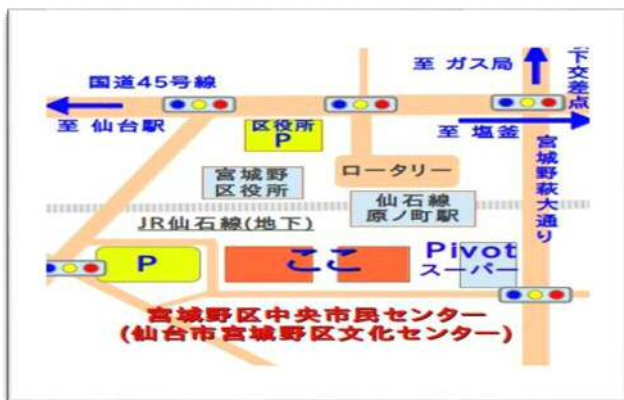 至 ガス局
国道45号線
下交差点
至 仙台駅
区役所
P
至 塩釜
宮城野
区役所
ロータリー
宮城野萩大通り
仙石線
原ノ町駅
JR仙石線(地下)
P
ここ
Pivot
スーパー
宮城野区中央市民センター
(仙台市宮城野区文化センター)